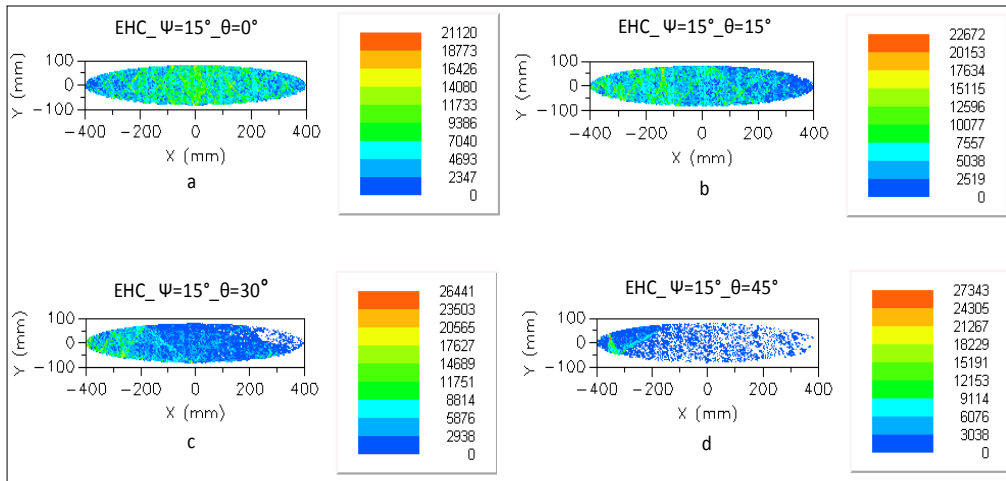 EHC_ Ψ=15°_θ=0°
100
0
−100
Y (mm)
−400 −200 0 200 400
X (mm)
a
21120
18773
16426
14080
11733
9386
7040
4693
2347
0
EHC_ Ψ=15°_θ=15°
100
0
−100
Y (mm)
−400 −200 0 200 400
X (mm)
b
22672
20153
17634
15115
12596
10077
7557
5038
2519
0
EHC_ Ψ=15°_θ=30°
100
0
−100
Y (mm)
−400 −200 0 200 400
X (mm)
c
26441
23503
20565
17627
14689
11751
8814
5876
2938
0
EHC_ Ψ=15°_θ=45°
100
0
−100
Y (mm)
−400 −200 0 200 400
X (mm)
d
27343
24305
21267
18229
15191
12153
9114
6076
3038
0